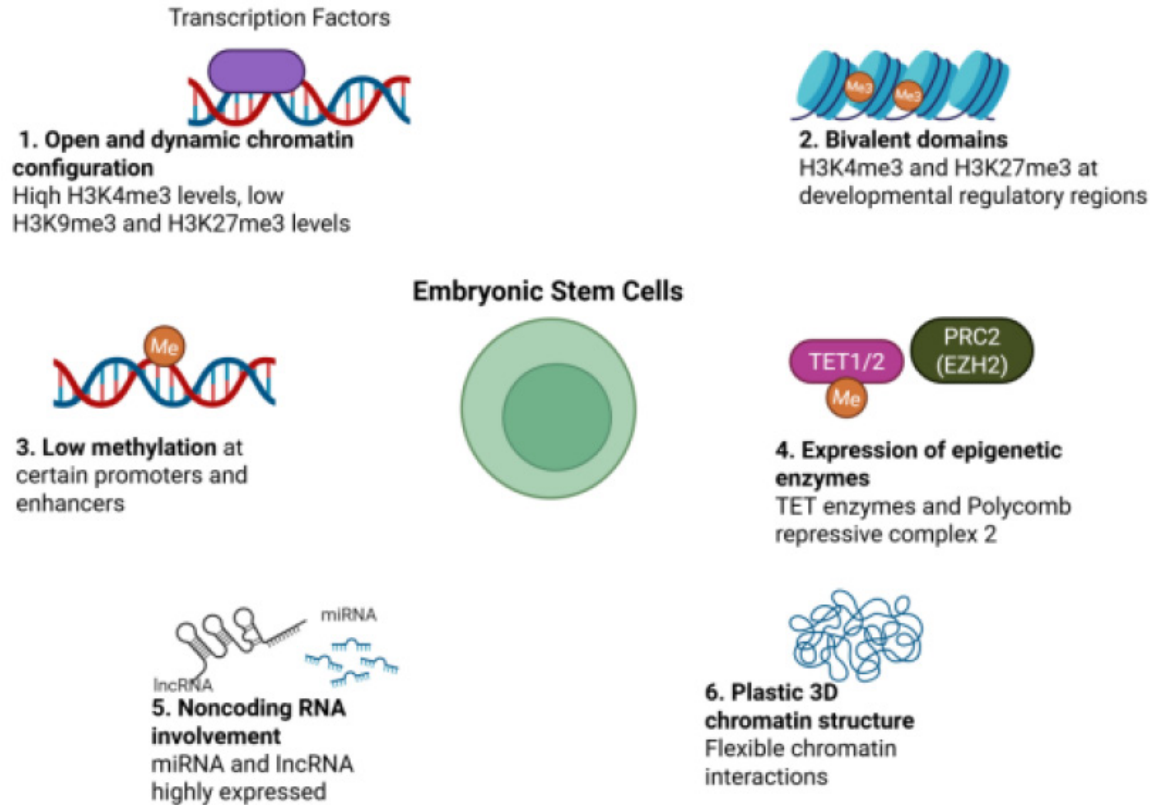 Transcription Factors
1. Open and dynamic chromatin
configuration
Hiqh H3K4me3 levels, low
H3K9me3 and H3K27me3 levels
Me3
Me3
2. Bivalent domains
H3K4me3 and H3K27me3 at
developmental regulatory regions
Embryonic Stem Cells
Me
3. Low methylation at
certain promoters and
enhancers
TET1/2
PRC2
(EZH2)
Me
4. Expression of epigenetic
enzymes
TET enzymes and Polycomb
repressive complex 2
miRNA
lncRNA
5. Noncoding RNA
involvement
miRNA and lncRNA
highly expressed
6. Plastic 3D
chromatin structure
Flexible chromatin
interactions